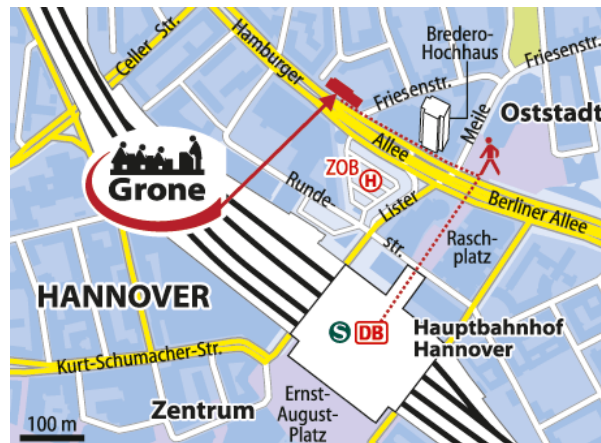 Celler Str.
Hamburger
Allee
Bredero-
Hochhaus
Friesenstr.
Friesenstr.
Oststadt
Meile
ZOB H
Grone
Runde
str.
Lister
Berliner Allee
Rasch-
platz
HANNOVER
S DB
Hauptbahnhof
Hannover
Kurt-Schumacher-Str.
Zentrum
Ernst-
August-
Platz
100 m